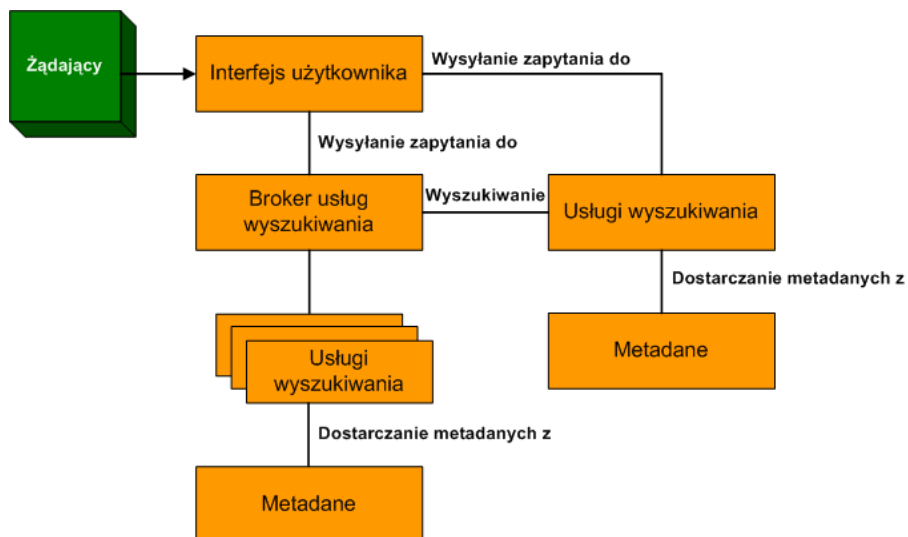 Żądający
Interfejs użytkownika
Wysyłanie zapytania do
Wysyłanie zapytania do
Broker usług
wyszukiwania
Wyszukiwanie
Usługi wyszukiwania
Dostarczanie metadanych z
Metadane
Usługi
wyszukiwania
Dostarczanie metadanych z
Metadane